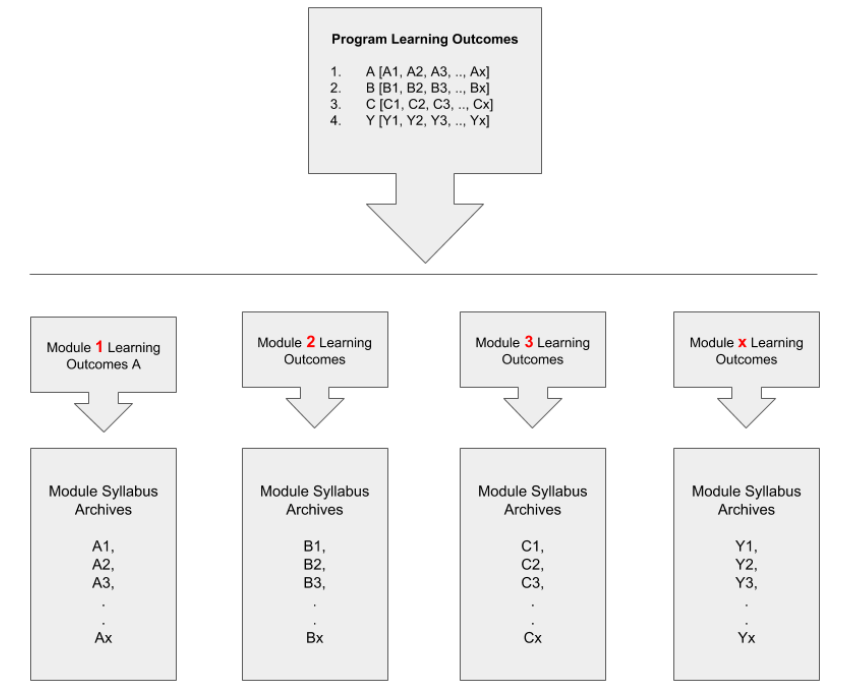 Program Learning Outcomes
1. A [A1, A2, A3, .., Ax]
2. B [B1, B2, B3, .., Bx]
3. C [C1, C2, C3, .., Cx]
4. Y [Y1, Y2, Y3, .., Yx]
Module 1 Learning
Outcomes A
Module 2 Learning
Outcomes
Module 3 Learning
Outcomes
Module x Learning
Outcomes
Module Syllabus
Archives
A1,
A2,
A3,
.
.
Ax
Module Syllabus
Archives
B1,
B2,
B3,
.
.
Bx
Module Syllabus
Archives
C1,
C2,
C3,
.
.
Cx
Module Syllabus
Archives
Y1,
Y2,
Y3,
.
.
Yx